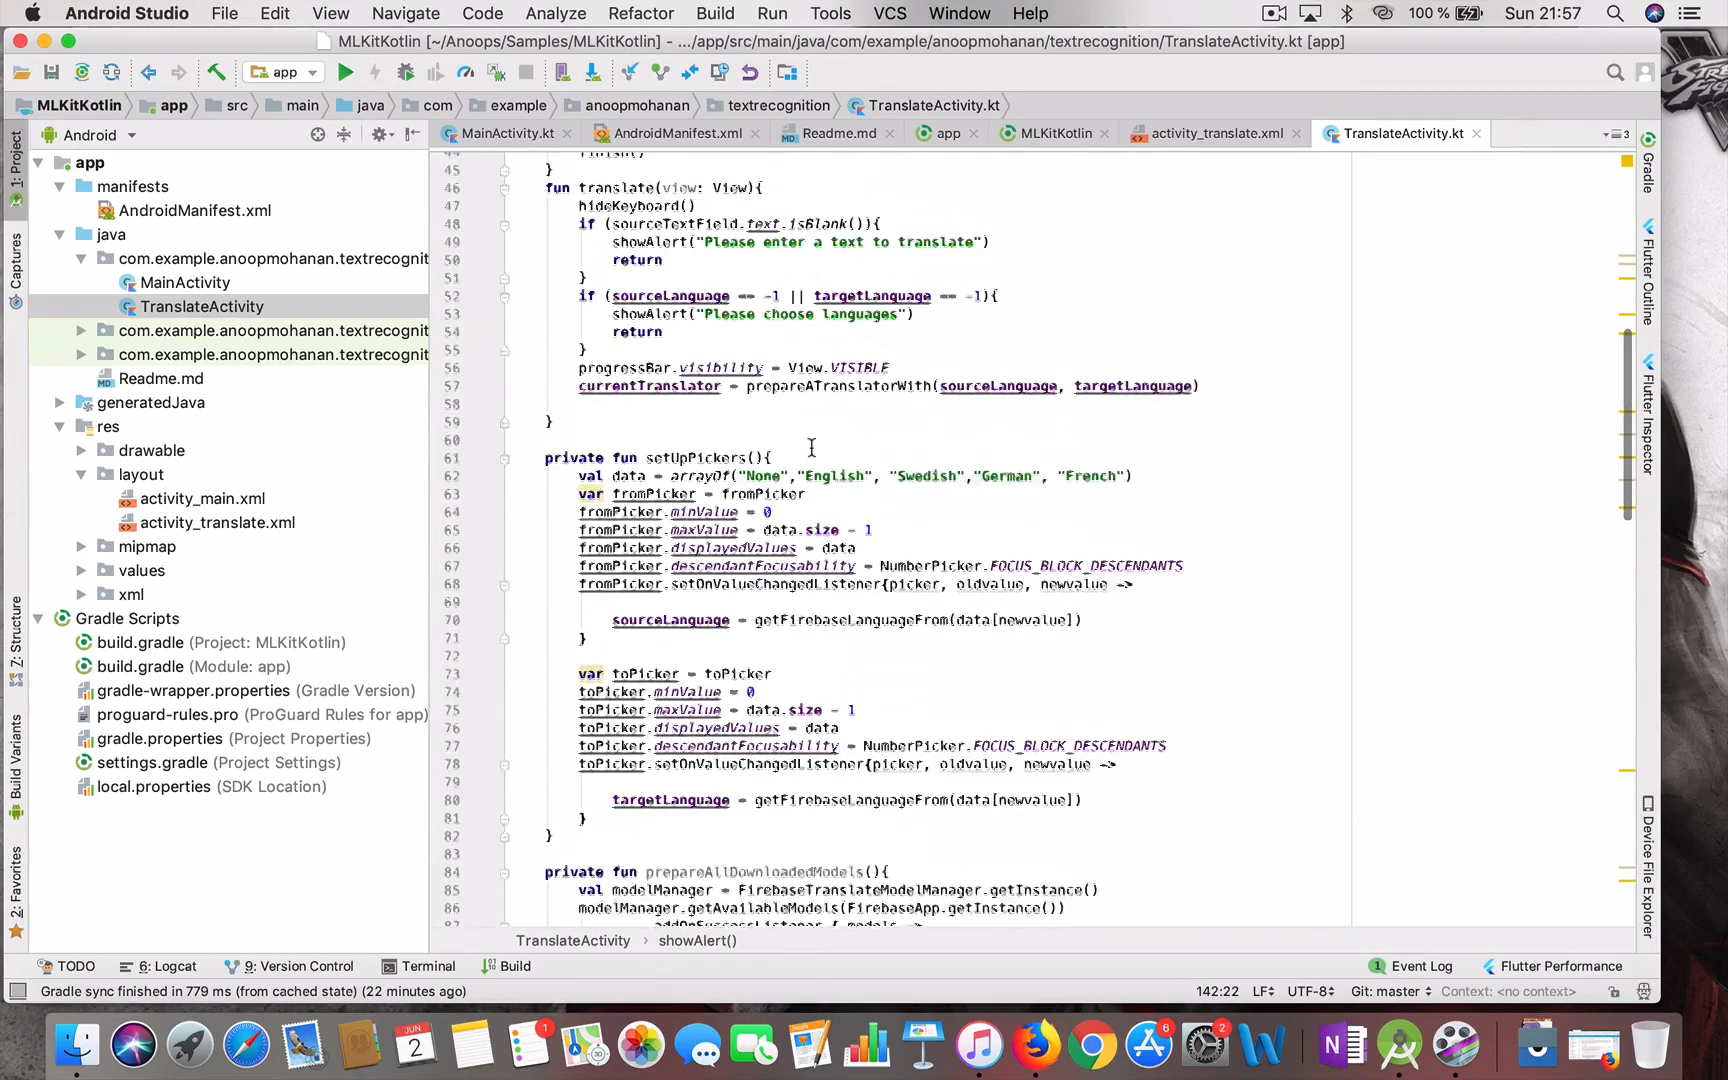 Android Studio File Edit View Navigate Code Analyze Refactor Build Run Tools VCS Window Help 100 % Sun 21:57
MLKitKotlin [~/Anoops/Samples/MLKitKotlin] - .../app/src/main/java/com/example/anoopmohanan/textrecognition/TranslateActivity.kt [app]
app
MLKitKotlin app src main java com example anoopmohanan textrecognition TranslateActivity.kt
Android
MainActivity.kt AndroidManifest.xml Readme.md app MLKitKotlin activity_translate.xml TranslateActivity.kt 3
1: Project
Captures
7: Structure
Build Variants
2: Favorites
app
manifests
AndroidManifest.xml
java
com.example.anoopmohanan.textrecognit
MainActivity
TranslateActivity
com.example.anoopmohanan.textrecognit
com.example.anoopmohanan.textrecognit
Readme.md
generatedJava
res
drawable
layout
activity_main.xml
activity_translate.xml
mipmap
values
xml
Gradle Scripts
build.gradle (Project: MLKitKotlin)
build.gradle (Module: app)
gradle-wrapper.properties (Gradle Version)
proguard-rules.pro (ProGuard Rules for app)
gradle.properties (Project Properties)
settings.gradle (Project Settings)
local.properties (SDK Location)
44 finish()
45 }
46 fun translate(view: View){
47 hideKeyboard()
48 if (sourceTextField.text.isBlank()){
49 showAlert("Please enter a text to translate")
50 return
51 }
52 if (sourceLanguage == -1 || targetLanguage == -1){
53 showAlert("Please choose languages")
54 return
55 }
56 progressBar.visibility = View.VISIBLE
57 currentTranslator = prepareATranslatorWith(sourceLanguage, targetLanguage)
58
59 }
60
61 private fun setUpPickers(){
62 val data = arrayOf("None","English", "Swedish","German", "French")
63 var fromPicker = fromPicker
64 fromPicker.minValue = 0
65 fromPicker.maxValue = data.size - 1
66 fromPicker.displayedValues = data
67 fromPicker.descendantFocusability = NumberPicker.FOCUS_BLOCK_DESCENDANTS
68 fromPicker.setOnValueChangedListener{picker, oldvalue, newvalue ->
69
70 sourceLanguage = getFirebaseLanguageFrom(data[newvalue])
71 }
72
73 var toPicker = toPicker
74 toPicker.minValue = 0
75 toPicker.maxValue = data.size - 1
76 toPicker.displayedValues = data
77 toPicker.descendantFocusability = NumberPicker.FOCUS_BLOCK_DESCENDANTS
78 toPicker.setOnValueChangedListener{picker, oldvalue, newvalue ->
79
80 targetLanguage = getFirebaseLanguageFrom(data[newvalue])
81 }
82 }
83
84 private fun prepareAllDownloadedModels(){
85 val modelManager = FirebaseTranslateModelManager.getInstance()
86 modelManager.getAvailableModels(FirebaseApp.getInstance())
87 .addOnSuccessListener { models ->
Gradle
Flutter Outline
Flutter Inspector
Device File Explorer
TranslateActivity showAlert()
TODO 6: Logcat 9: Version Control Terminal Build 1 Event Log Flutter Performance
Gradle sync finished in 779 ms (from cached state) (22 minutes ago) 142:22 LF UTF-8 Git: master Context: <no context>
JUN
2
1
6
2